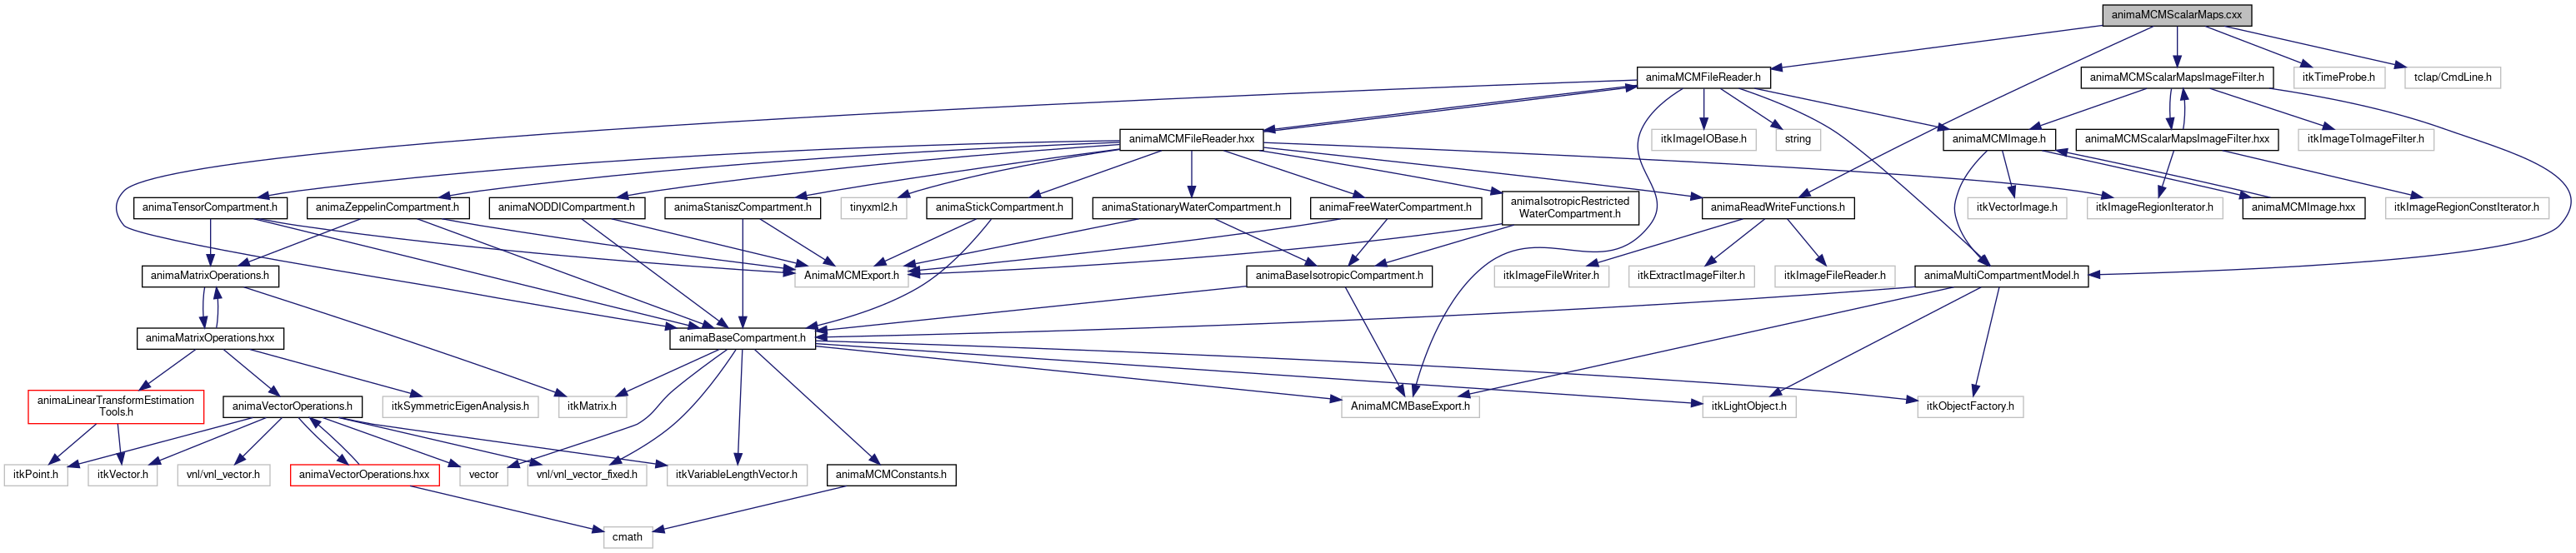 animaMCMScalarMaps.cxx
animaMCMFileReader.h
animaMCMScalarMapsImageFilter.h
itkTimeProbe.h
tclap/CmdLine.h
animaMCMFileReader.hxx
itkImageIOBase.h
string
animaMCMImage.h
animaMCMScalarMapsImageFilter.hxx
itkImageToImageFilter.h
animaTensorCompartment.h
animaZeppelinCompartment.h
animaNODDICompartment.h
animaStaniszCompartment.h
tinyxml2.h
animaStickCompartment.h
animaStationaryWaterCompartment.h
animaFreeWaterCompartment.h
animaIsotropicRestricted
WaterCompartment.h
animaReadWriteFunctions.h
itkVectorImage.h
itkImageRegionIterator.h
animaMCMImage.hxx
itkImageRegionConstIterator.h
animaMatrixOperations.h
AnimaMCMExport.h
animaBaseIsotropicCompartment.h
itkImageFileWriter.h
itkExtractImageFilter.h
itkImageFileReader.h
animaMultiCompartmentModel.h
animaMatrixOperations.hxx
animaBaseCompartment.h
animaLinearTransformEstimation
Tools.h
animaVectorOperations.h
itkSymmetricEigenAnalysis.h
itkMatrix.h
AnimaMCMBaseExport.h
itkLightObject.h
itkObjectFactory.h
itkPoint.h
itkVector.h
vnl/vnl_vector.h
animaVectorOperations.hxx
vector
vnl/vnl_vector_fixed.h
itkVariableLengthVector.h
animaMCMConstants.h
cmath